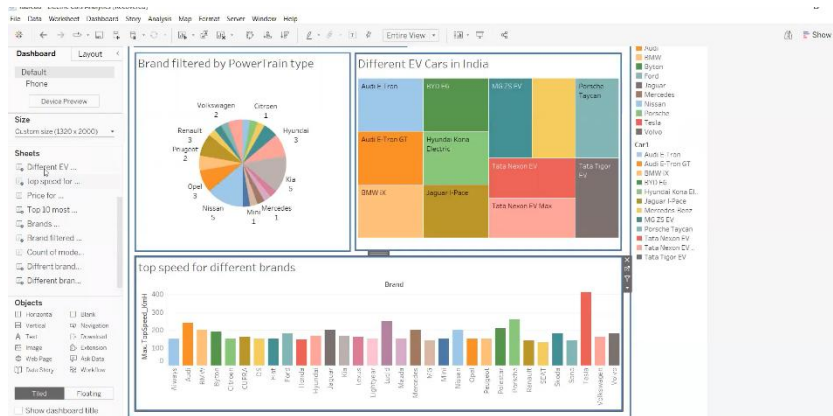 File Data Worksheet Dashboard Story Analysis Map Format Server Window Help
Entire View
Show
Dashboard
Layout
Default
Phone
Device Preview
Size
Custom size (1320 x 2000)
Sheets
Different EV ...
Top speed for ...
Price for ...
Top 10 most ...
Brands ...
Brand filtered ...
Count of mode...
Diffrent brand...
Different bran...
Objects
Horizontal
Blank
Vertical
Navigation
A Text
Download
Image
Extension
Web Page
Ask Data
Data Story
Workflow
Tiled
Floating
Show dashboard title
Brand filtered by PowerTrain type
Volkswagen
2
Citroen
1
Renault
3
Hyundai
3
Peugot
2
Kia
5
Opel
3
Nissan
5
Mini
1
Mercedes
1
Different EV Cars in India
Audi E-Tron
BYD E6
MG ZS EV
Porsche
Taycan
Audi E-Tron GT
Hyundai Kona
Electric
Tata Nexon EV
Tata Tigor
EV
BMW iX
Jaguar I-Pace
Tata Nexon EV Max
top speed for different brands
Brand
Max. TopSpeed_KmH
400
300
200
100
0
Aiways
Audi
BMW
Byton
Citroen
CUPRA
DS
Fiat
Ford
Honda
Hyundai
Jaguar
Kia
Lexus
Lightyear
Lucid
Mazda
Mercedes
MG
Mini
Nissan
Opel
Peugeot
Polestar
Porsche
Renault
SEAT
Skoda
Sono
Tesla
Volkswagen
Volvo
Audi
BMW
Byton
Ford
Jaguar
Mercedes
Nissan
Porsche
Tesla
Volvo
Car1
Audi E-Tron
Audi E-Tron GT
BMW iX
BYD E6
Hyundai Kona El..
Jaguar I-Pace
Mercedes-Benz
MG ZS EV
Porsche Taycan
Tata Nexon EV
Tata Nexon EV ..
Tata Tigor EV